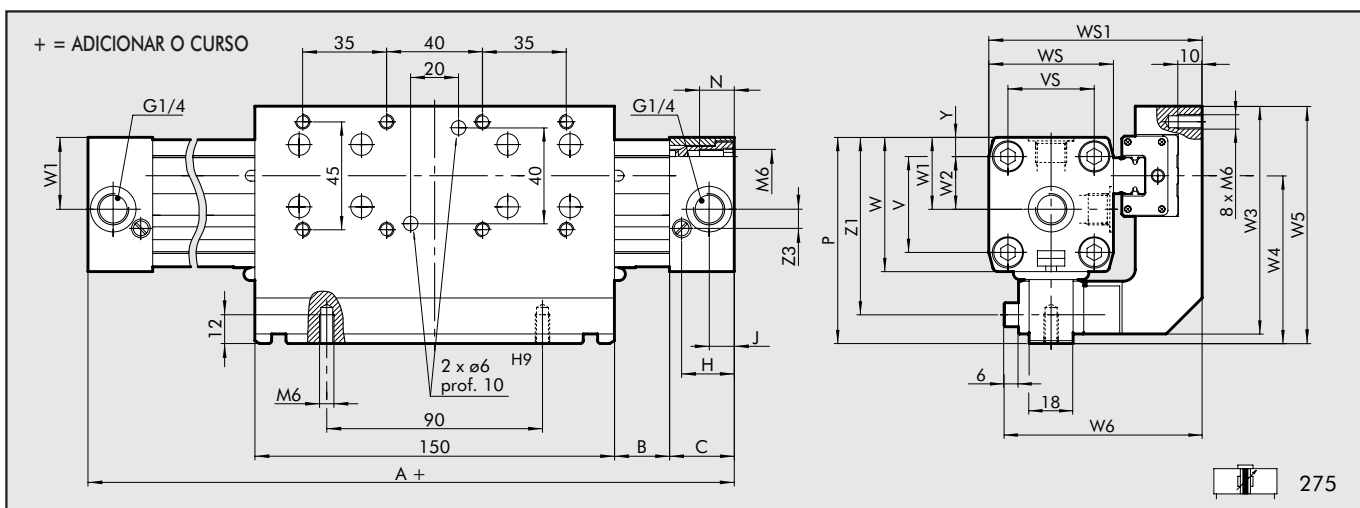 + = ADICIONAR O CURSO
35
40
35
20
N
G1/4
G1/4
W1
45
40
M6
Z3
12
J
H
2 x ø6 H9
prof. 10
M6
90
150
B
C
A +
WS1
WS
10
VS
Y
W1
W2
V
W
Z1
P
8 x M6
W3
W4
W5
6
18
W6
275